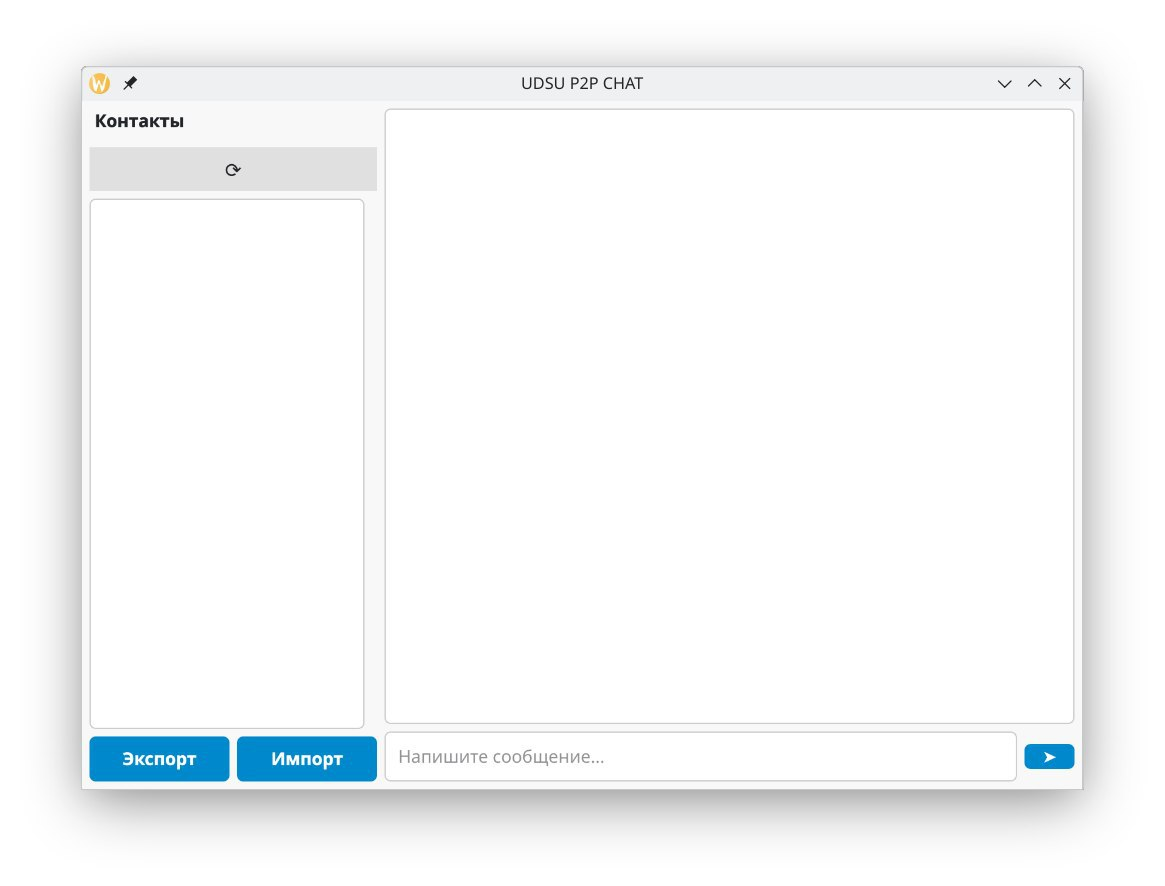 UDSU P2P CHAT
Контакты
⟳
Экспорт
Импорт
Напишите сообщение...
➤